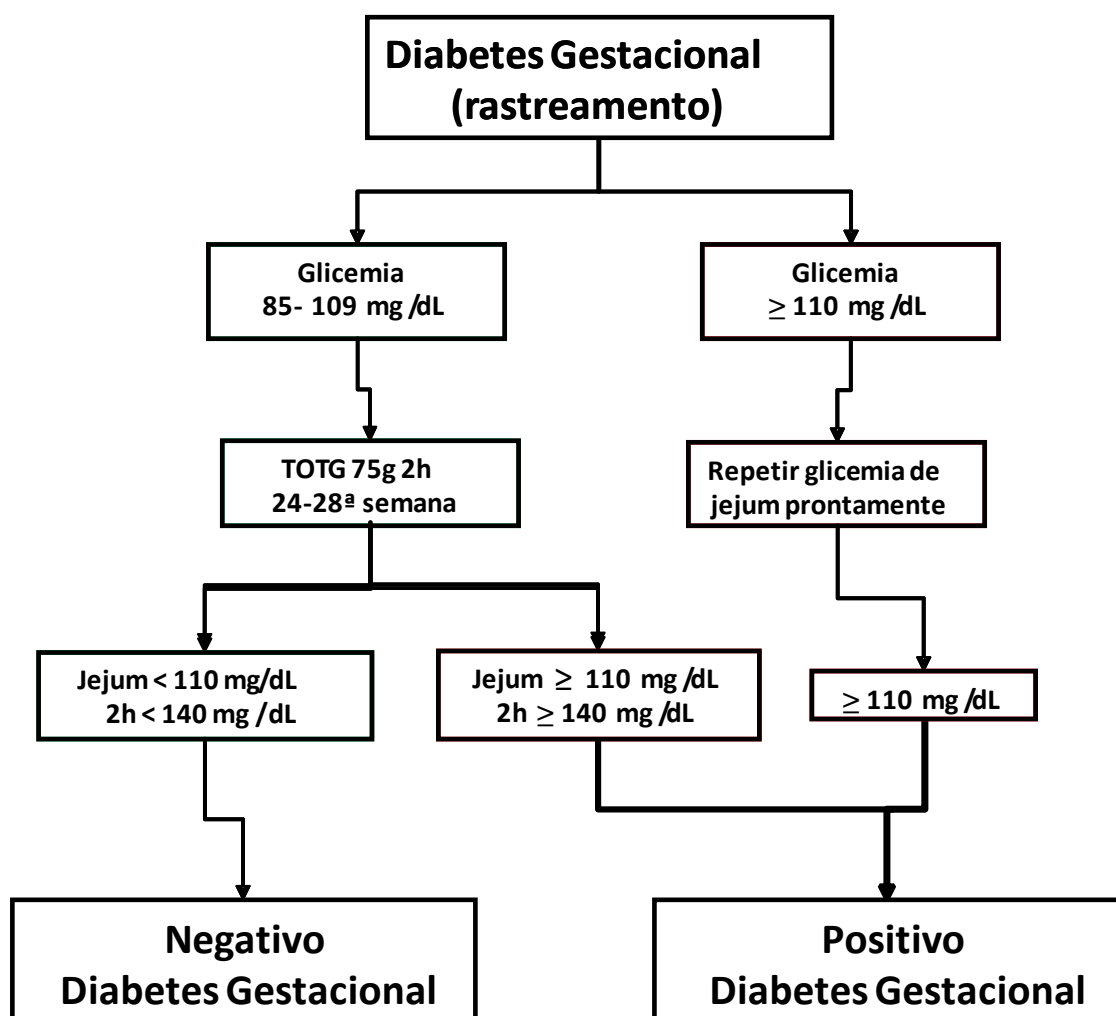 Diabetes Gestacional
(rastreamento)
Glicemia
85- 109 mg /dL
Glicemia
≥ 110 mg /dL
TOTG 75g 2h
24-28ª semana
Repetir glicemia de
jejum prontamente
Jejum < 110 mg/dL
2h < 140 mg /dL
Jejum ≥ 110 mg /dL
2h ≥ 140 mg /dL
≥ 110 mg /dL
Negativo
Diabetes Gestacional
Positivo
Diabetes Gestacional